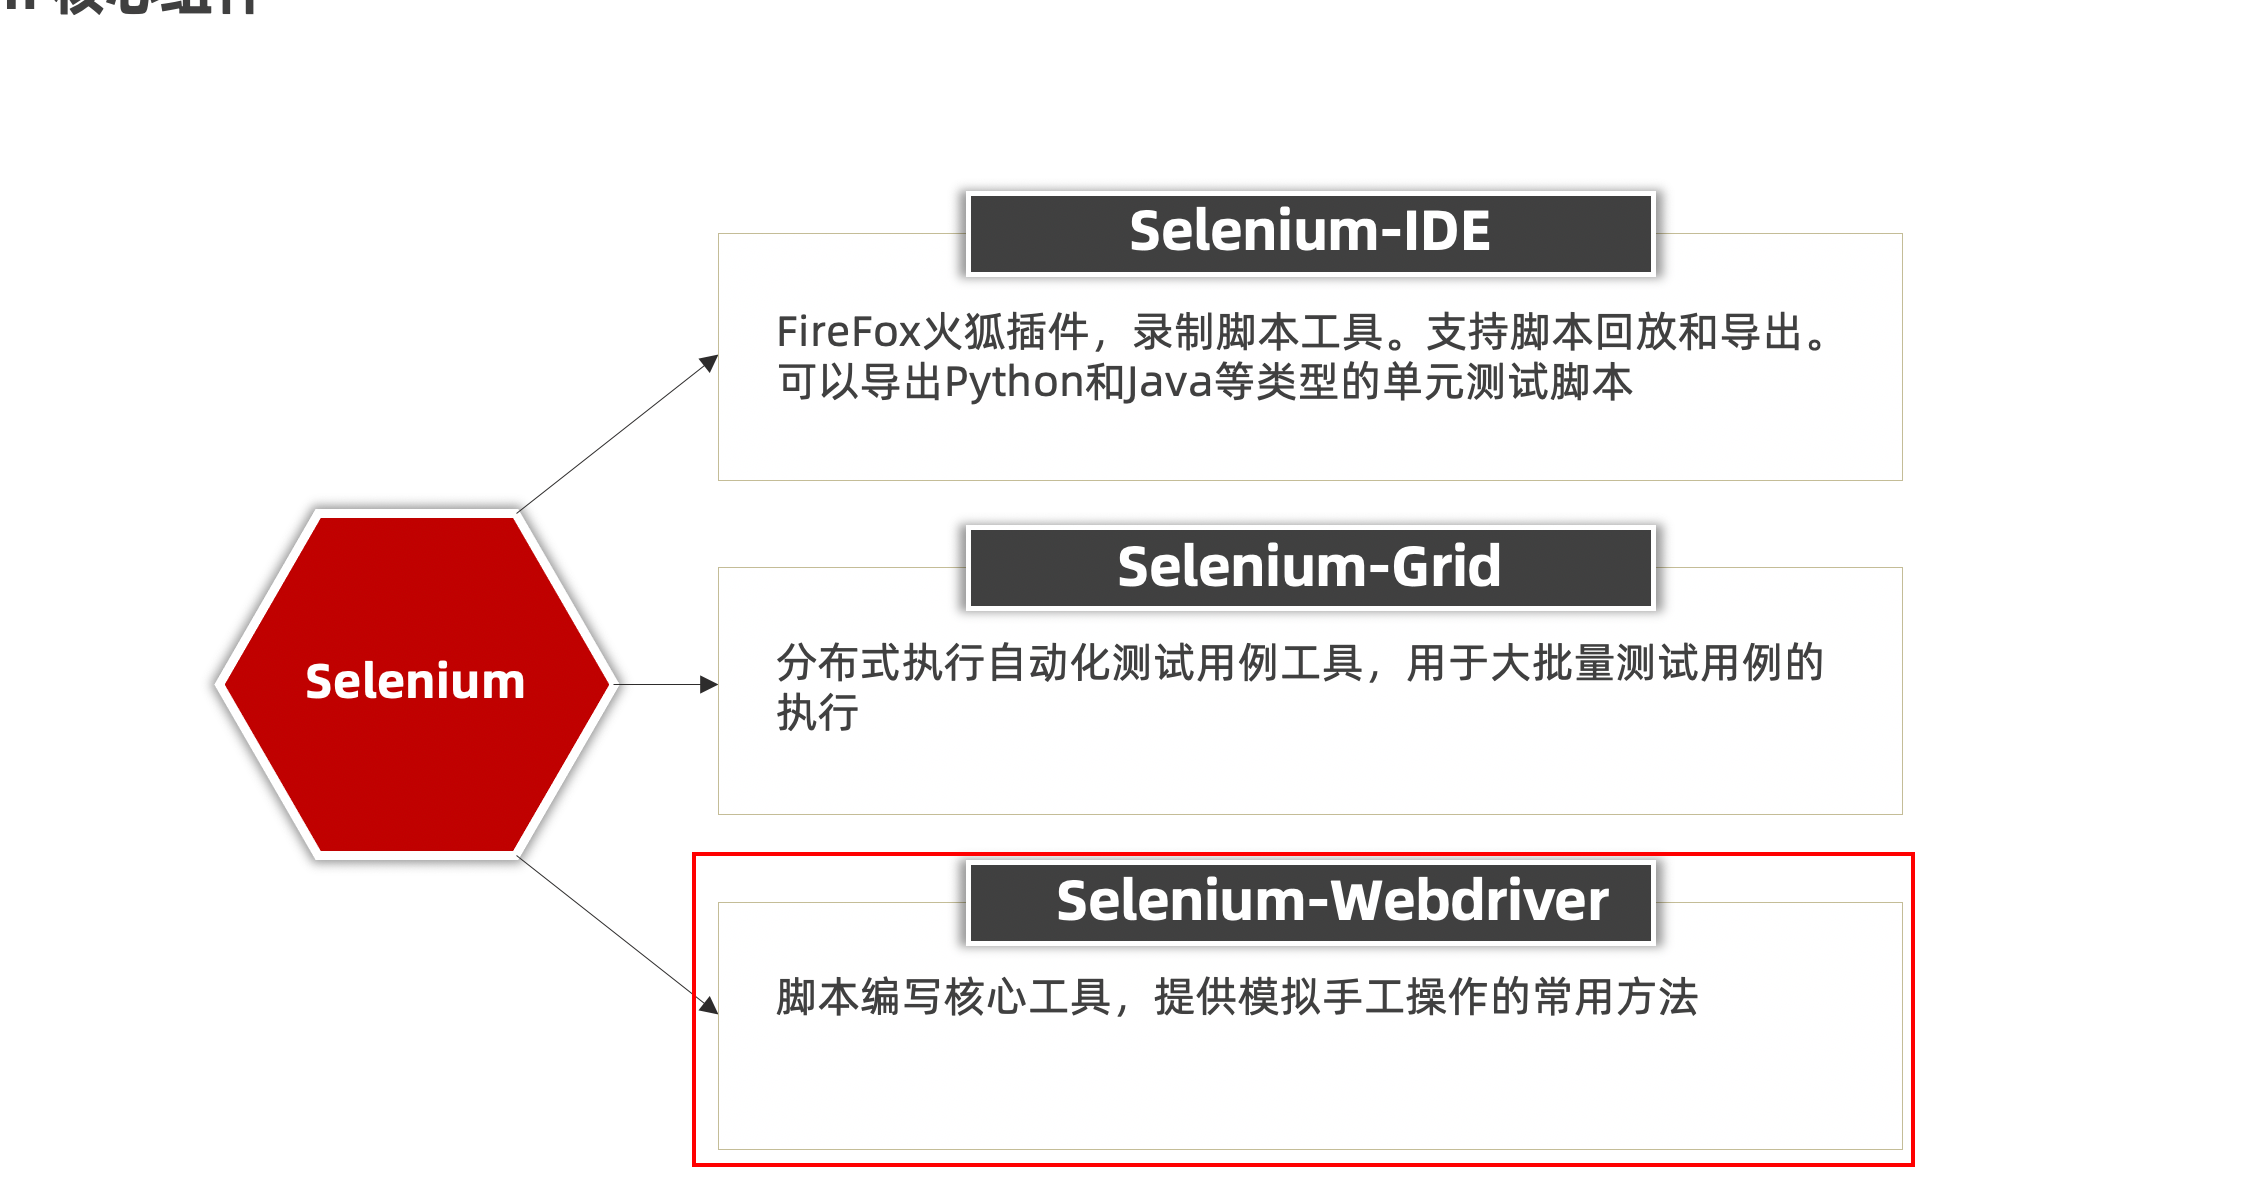 核心组件
Selenium-IDE
FireFox火狐插件，录制脚本工具。支持脚本回放和导出。
可以导出Python和Java等类型的单元测试脚本
Selenium
Selenium-Grid
分布式执行自动化测试用例工具，用于大批量测试用例的
执行
Selenium-Webdriver
脚本编写核心工具，提供模拟手工操作的常用方法